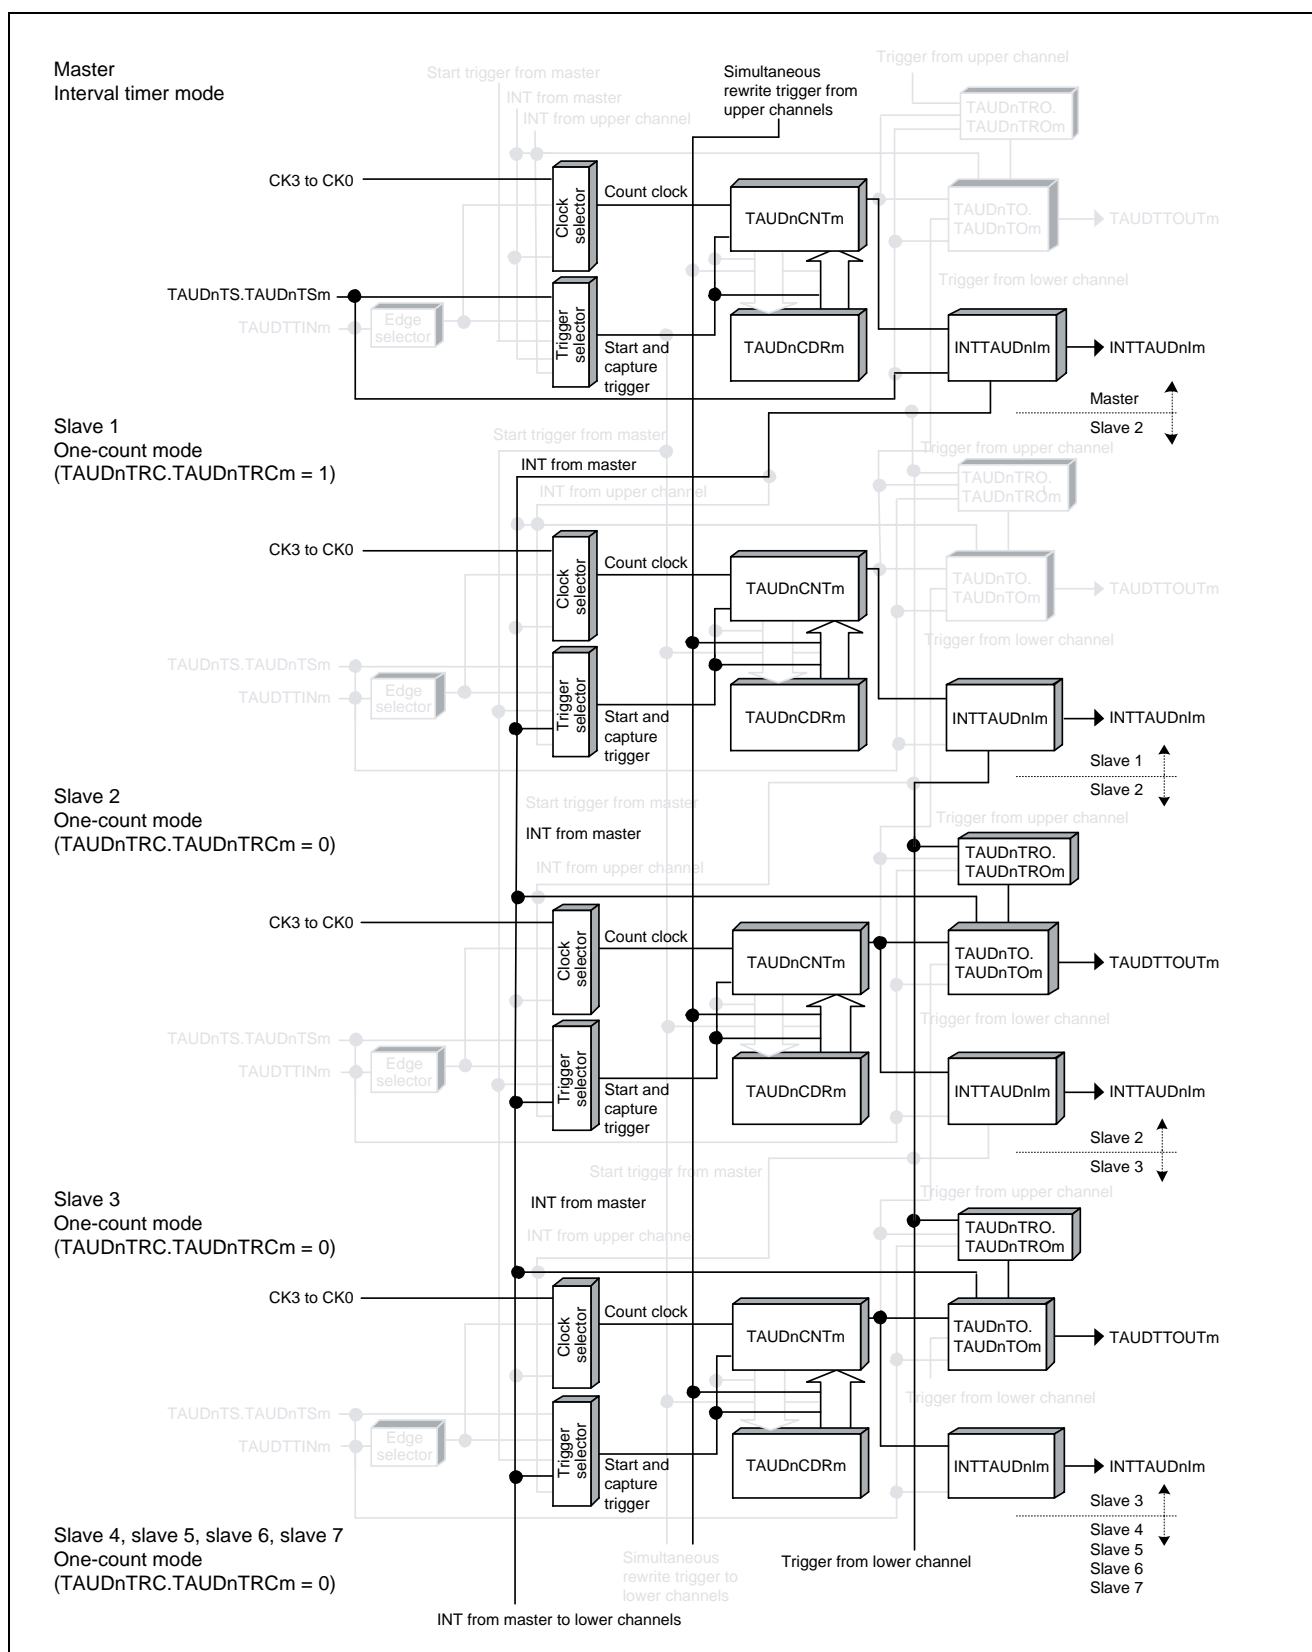 Master
Interval timer mode
Start trigger from master
INT from master
INT from upper channel
Simultaneous
rewrite trigger from
upper channels
Trigger from upper channel
TAUDnTRO.
TAUDnTROm
CK3 to CK0
Clock
selector
Count clock
TAUDnCNTm
TAUDnTO.
TAUDnTOm
TAUDTTOUTm
Trigger from lower channel
TAUDnTS.TAUDnTSm
TAUDTTINm
Edge
selector
Trigger
selector
Start and
capture
trigger
TAUDnCDRm
INTTAUDnIm
INTTAUDnIm
Master
Slave 2
Slave 1
One-count mode
(TAUDnTRC.TAUDnTRCm = 1)
Start trigger from master
INT from master
INT from upper channel
Trigger from upper channel
TAUDnTRO.
TAUDnTROm
CK3 to CK0
Clock
selector
Count clock
TAUDnCNTm
TAUDnTO.
TAUDnTOm
TAUDTTOUTm
Trigger from lower channel
TAUDnTS.TAUDnTSm
TAUDTTINm
Edge
selector
Trigger
selector
Start and
capture
trigger
TAUDnCDRm
INTTAUDnIm
INTTAUDnIm
Slave 1
Slave 2
Slave 2
One-count mode
(TAUDnTRC.TAUDnTRCm = 0)
Start trigger from master
INT from master
INT from upper channel
Trigger from upper channel
TAUDnTRO.
TAUDnTROm
CK3 to CK0
Clock
selector
Count clock
TAUDnCNTm
TAUDnTO.
TAUDnTOm
TAUDTTOUTm
Trigger from lower channel
TAUDnTS.TAUDnTSm
TAUDTTINm
Edge
selector
Trigger
selector
Start and
capture
trigger
TAUDnCDRm
INTTAUDnIm
INTTAUDnIm
Slave 2
Slave 3
Slave 3
One-count mode
(TAUDnTRC.TAUDnTRCm = 0)
Start trigger from master
INT from master
INT from upper channel
Trigger from upper channel
TAUDnTRO.
TAUDnTROm
CK3 to CK0
Clock
selector
Count clock
TAUDnCNTm
TAUDnTO.
TAUDnTOm
TAUDTTOUTm
Trigger from lower channel
TAUDnTS.TAUDnTSm
TAUDTTINm
Edge
selector
Trigger
selector
Start and
capture
trigger
TAUDnCDRm
INTTAUDnIm
INTTAUDnIm
Slave 3
Slave 4
Slave 5
Slave 6
Slave 7
Slave 4, slave 5, slave 6, slave 7
One-count mode
(TAUDnTRC.TAUDnTRCm = 0)
Simultaneous
rewrite trigger to
lower channels
Trigger from lower channel
INT from master to lower channels